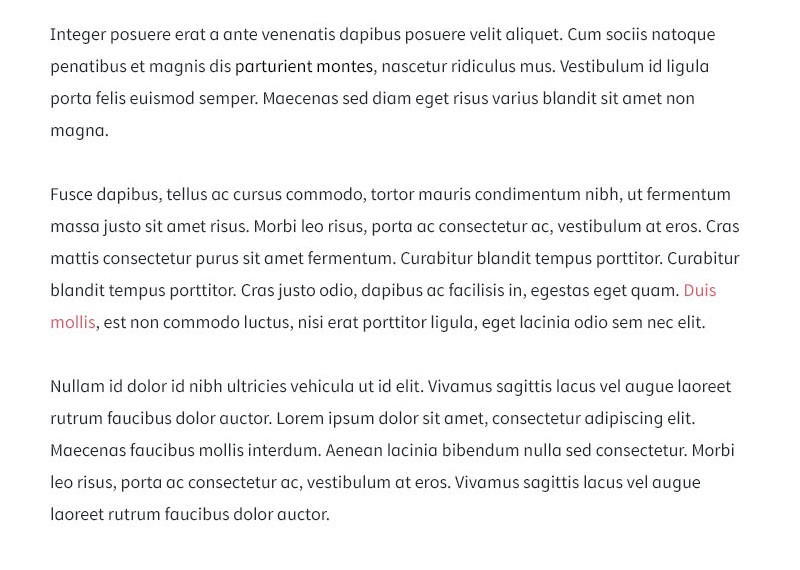 Integer posuere erat a ante venenatis dapibus posuere velit aliquet. Cum sociis natoque
penatibus et magnis dis parturient montes, nascetur ridiculus mus. Vestibulum id ligula
porta felis euismod semper. Maecenas sed diam eget risus varius blandit sit amet non
magna.
Fusce dapibus, tellus ac cursus commodo, tortor mauris condimentum nibh, ut fermentum
massa justo sit amet risus. Morbi leo risus, porta ac consectetur ac, vestibulum at eros. Cras
mattis consectetur purus sit amet fermentum. Curabitur blandit tempus porttitor. Curabitur
blandit tempus porttitor. Cras justo odio, dapibus ac facilisis in, egestas eget quam. Duis
mollis, est non commodo luctus, nisi erat porttitor ligula, eget lacinia odio sem nec elit.
Nullam id dolor id nibh ultricies vehicula ut id elit. Vivamus sagittis lacus vel augue laoreet
rutrum faucibus dolor auctor. Lorem ipsum dolor sit amet, consectetur adipiscing elit.
Maecenas faucibus mollis interdum. Aenean lacinia bibendum nulla sed consectetur. Morbi
leo risus, porta ac consectetur ac, vestibulum at eros. Vivamus sagittis lacus vel augue
laoreet rutrum faucibus dolor auctor.